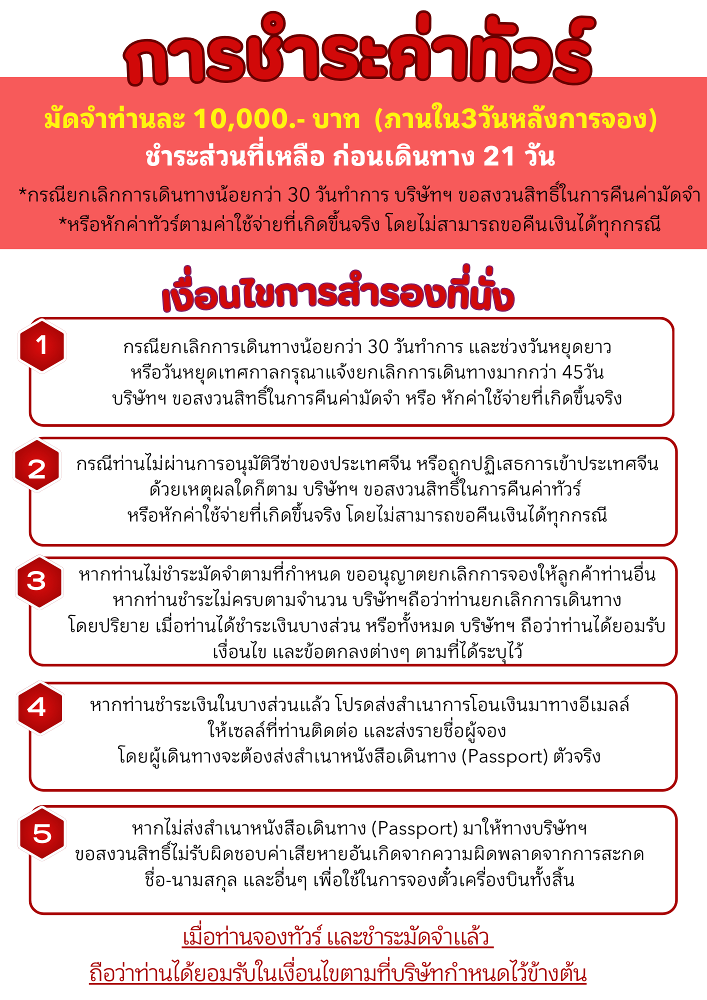 การชำระค่าทัวร์
มัดจำท่านละ 10,000.- บาท (ภานใน3วันหลังการจอง)
ชำระส่วนที่เหลือ ก่อนเดินทาง 21 วัน
*กรณียกเลิกการเดินทางน้อยกว่า 30 วันทำการ บริษัทฯ ขอสงวนสิทธิ์ในการคืนค่ามัดจำ
*หรือหักค่าทัวร์ตามค่าใช้จ่ายที่เกิดขึ้นจริง โดยไม่สามารถขอคืนเงินได้ทุกกรณี
เงื่อนไขการสำรองที่นั่ง
1
กรณียกเลิกการเดินทางน้อยกว่า 30 วันทำการ และช่วงวันหยุดยาว
หรือวันหยุดเทศกาลกรุณาแจ้งยกเลิกการเดินทางมากกว่า 45วัน
บริษัทฯ ขอสงวนสิทธิ์ในการคืนค่ามัดจำ หรือ หักค่าใช้จ่ายที่เกิดขึ้นจริง
2
กรณีท่านไม่ผ่านการอนุมัติวีซ่าของประเทศจีน หรือถูกปฏิเสธการเข้าประเทศจีน
ด้วยเหตุผลใดก็ตาม บริษัทฯ ขอสงวนสิทธิ์ในการคืนค่าทัวร์
หรือหักค่าใช้จ่ายที่เกิดขึ้นจริง โดยไม่สามารถขอคืนเงินได้ทุกกรณี
3
หากท่านไม่ชำระมัดจำตามที่กำหนด ขออนุญาตยกเลิกการจองให้ลูกค้าท่านอื่น
หากท่านชำระไม่ครบตามจำนวน บริษัทฯถือว่าท่านยกเลิกการเดินทาง
โดยปริยาย เมื่อท่านได้ชำระเงินบางส่วน หรือทั้งหมด บริษัทฯ ถือว่าท่านได้ยอมรับ
เงื่อนไข และข้อตกลงต่างๆ ตามที่ได้ระบุไว้
4
หากท่านชำระเงินในบางส่วนแล้ว โปรดส่งสำเนาการโอนเงินมาทางอีเมลล์
ให้เซลล์ที่ท่านติดต่อ และส่งรายชื่อผู้จอง
โดยผู้เดินทางจะต้องส่งสำเนาหนังสือเดินทาง (Passport) ตัวจริง
5
หากไม่ส่งสำเนาหนังสือเดินทาง (Passport) มาให้ทางบริษัทฯ
ขอสงวนสิทธิ์ไม่รับผิดชอบค่าเสียหายอันเกิดจากความผิดพลาดจากการสะกด
ชื่อ-นามสกุล และอื่นๆ เพื่อใช้ในการจองตั๋วเครื่องบินทั้งสิ้น
เมื่อท่านจองทัวร์ และชำระมัดจำแล้ว
ถือว่าท่านได้ยอมรับในเงื่อนไขตามที่บริษัทกำหนดไว้ข้างต้น